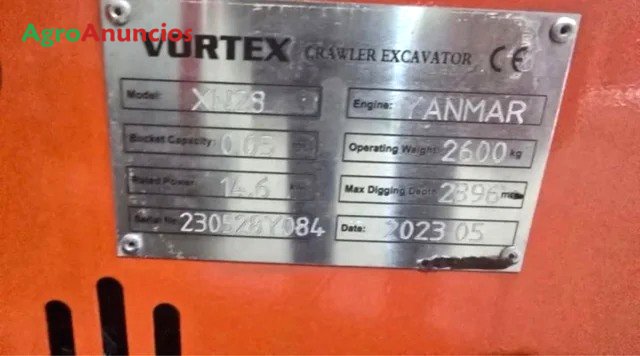 AgroAnuncios
VORTEX CRAWLER EXCAVATOR CE
Model: XN28 Engine: YANMAR
Bucket Capacity 0.05 Operating Weight: 2600 kg
Rated Power: 14.6 Max Digging Depth: 2396
Serial No: 230528Y084 Date: 2023 05